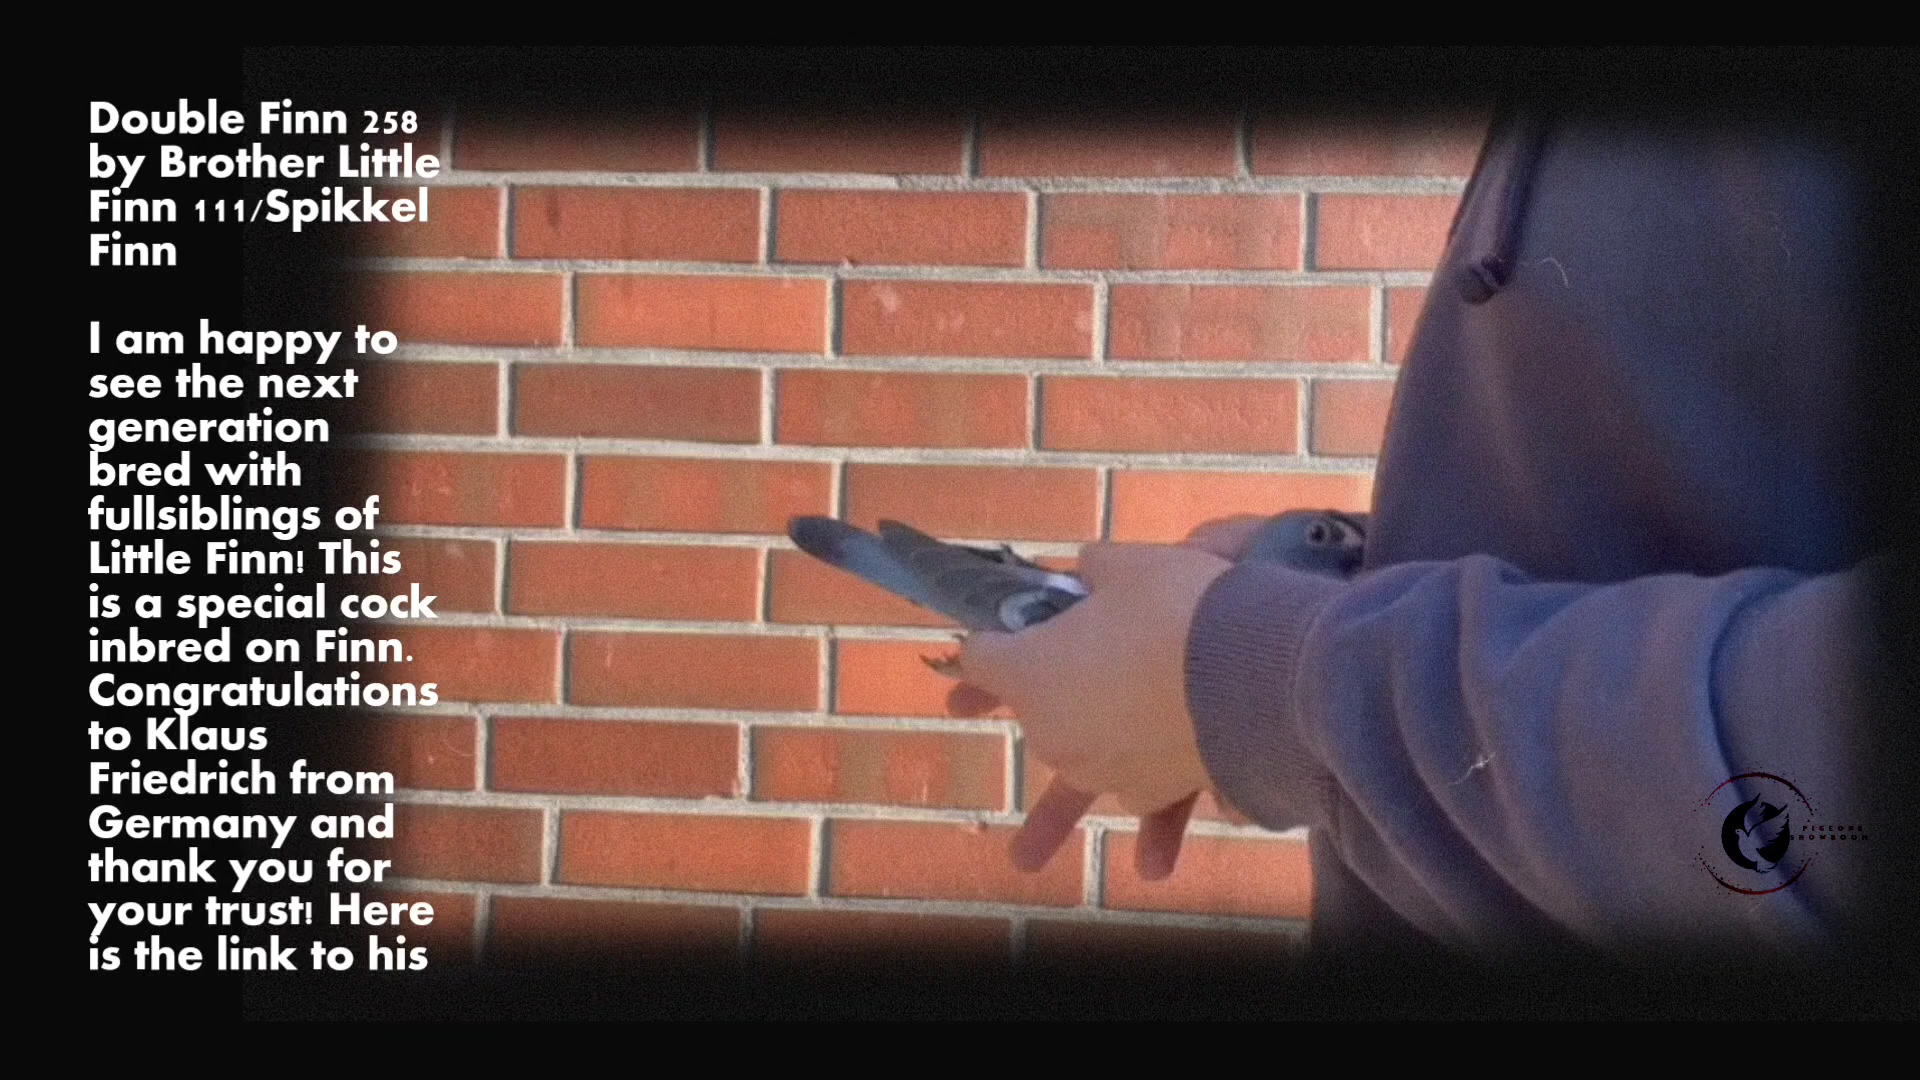 Double Finn 258
by Brother Little
Finn 111/Spikkel
Finn
I am happy to
see the next
generation
bred with
fullsiblings of
Little Finn! This
is a special cock
inbred on Finn.
Congratulations
to Klaus
Friedrich from
Germany and
thank you for
your trust! Here
is the link to his
PIGEONS
SHOWROOM